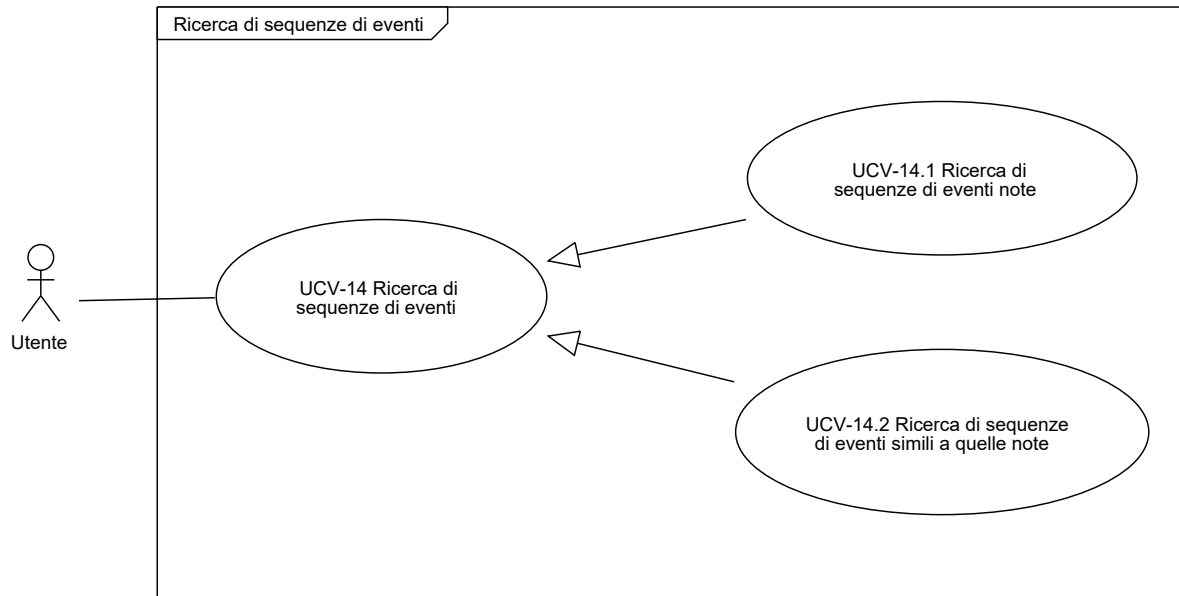 Ricerca di sequenze di eventi
UCV-14.1 Ricerca di
sequenze di eventi note
UCV-14 Ricerca di
sequenze di eventi
Utente
UCV-14.2 Ricerca di sequenze
di eventi simili a quelle note